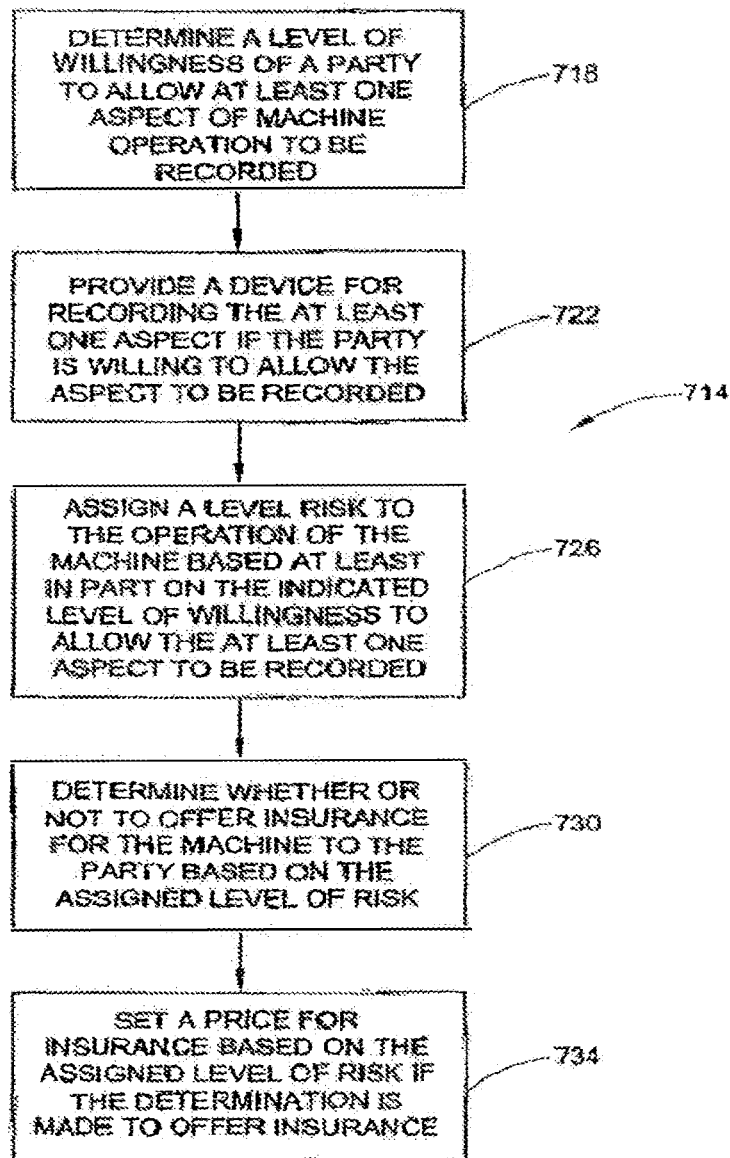 DETERMINE A LEVEL OF
WILLINGNESS OF A PARTY
TO ALLOW AT LEAST ONE
ASPECT OF MACHINE
OPERATION TO BE
RECORDED
718
PROVIDE A DEVICE FOR
RECORDING THE AT LEAST
ONE ASPECT IF THE PARTY
IS WILLING TO ALLOW THE
ASPECT TO BE RECORDED
722
714
ASSIGN A LEVEL RISK TO
THE OPERATION OF THE
MACHINE BASED AT LEAST
IN PART ON THE INDICATED
LEVEL OF WILLINGNESS TO
ALLOW THE AT LEAST ONE
ASPECT TO BE RECORDED
726
DETERMINE WHETHER OR
NOT TO OFFER INSURANCE
FOR THE MACHINE TO THE
PARTY BASED ON THE
ASSIGNED LEVEL OF RISK
730
SET A PRICE FOR
INSURANCE BASED ON THE
ASSIGNED LEVEL OF RISK IF
THE DETERMINATION IS
MADE TO OFFER INSURANCE
734